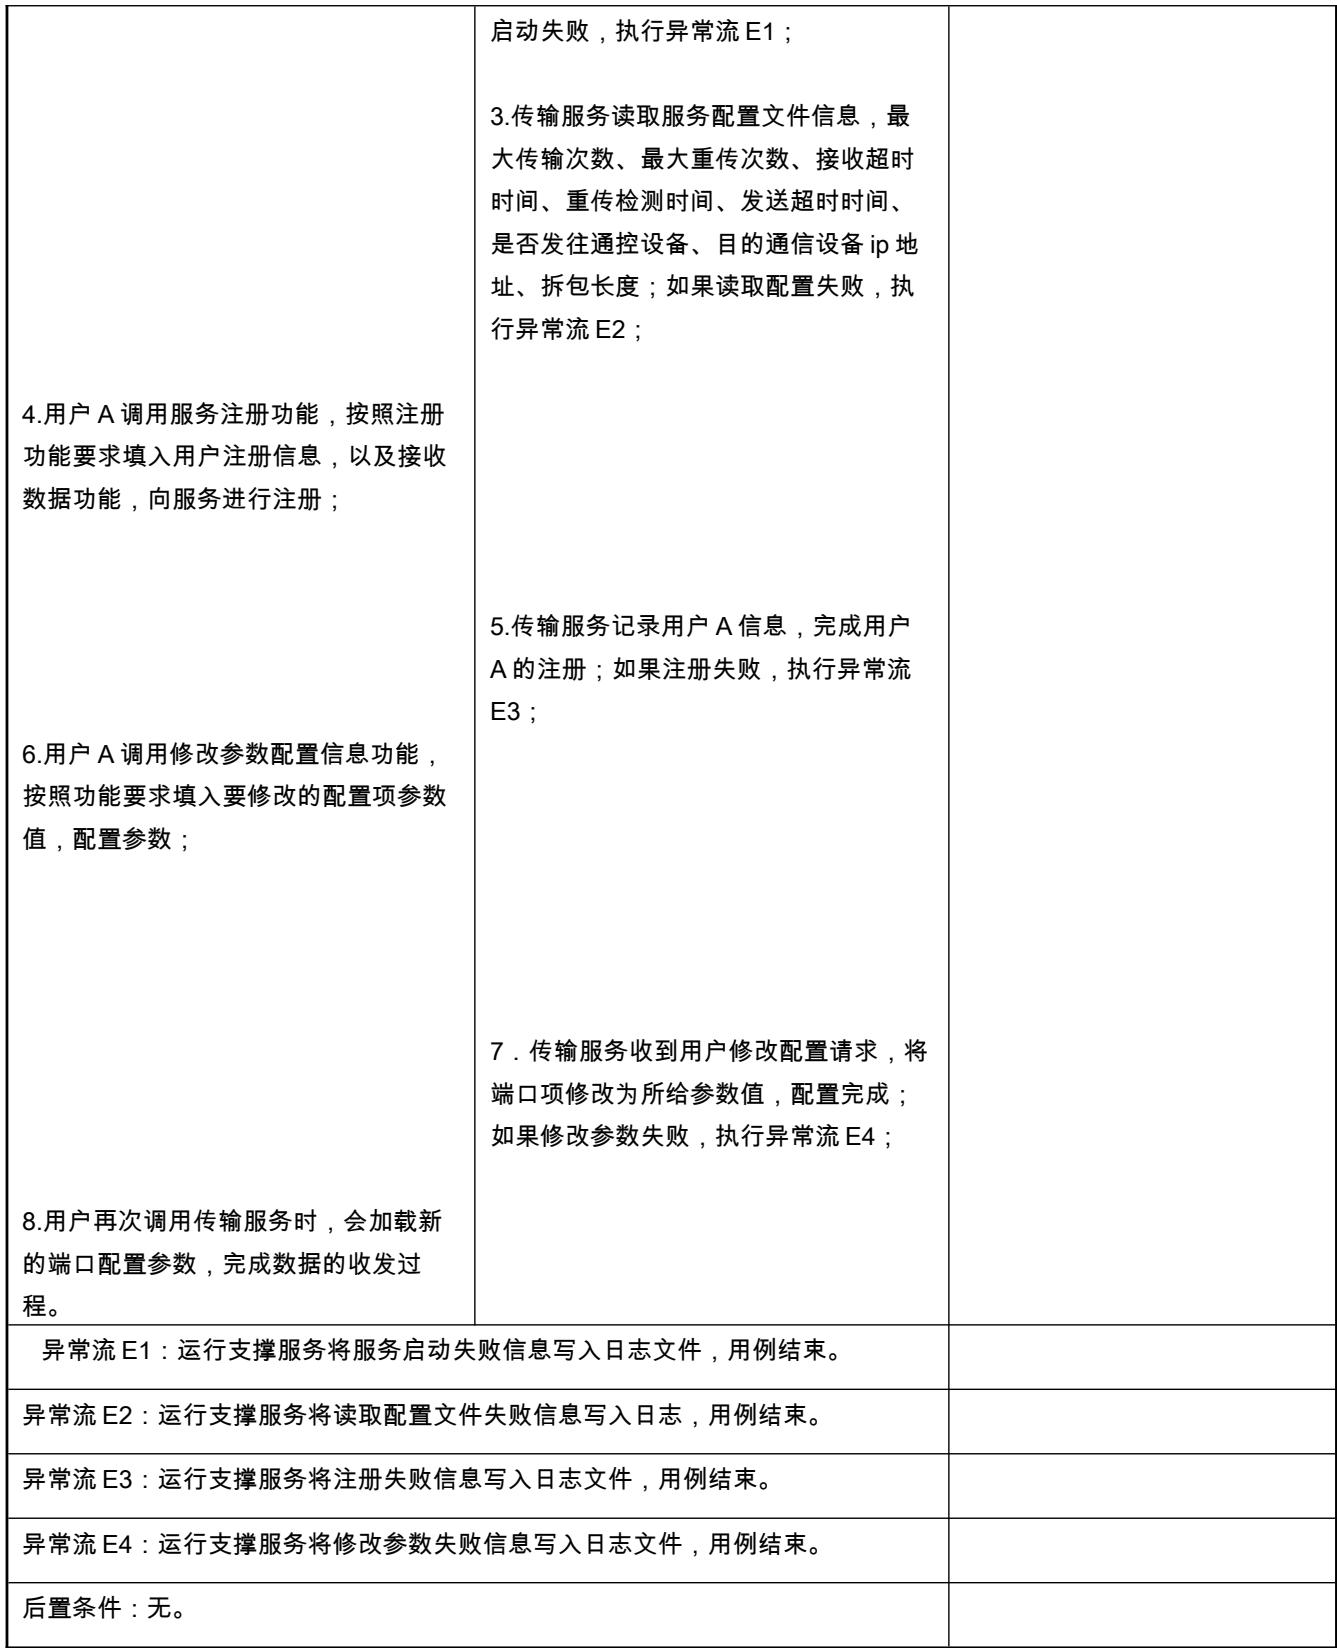 启动失败，执行异常流 E1；
3.传输服务读取服务配置文件信息，最
大传输次数、最大重传次数、接收超时
时间、重传检测时间、发送超时时间、
是否发往通控设备、目的通信设备 ip 地
址、拆包长度；如果读取配置失败，执
行异常流 E2；
4.用户 A 调用服务注册功能，按照注册
功能要求填入用户注册信息，以及接收
数据功能，向服务进行注册；
5.传输服务记录用户 A 信息，完成用户
A 的注册；如果注册失败，执行异常流
E3；
6.用户 A 调用修改参数配置信息功能，
按照功能要求填入要修改的配置项参数
值，配置参数；
7．传输服务收到用户修改配置请求，将
端口项修改为所给参数值，配置完成；
如果修改参数失败，执行异常流 E4；
8.用户再次调用传输服务时，会加载新
的端口配置参数，完成数据的收发过
程。
异常流 E1：运行支撑服务将服务启动失败信息写入日志文件，用例结束。
异常流 E2：运行支撑服务将读取配置文件失败信息写入日志，用例结束。
异常流 E3：运行支撑服务将注册失败信息写入日志文件，用例结束。
异常流 E4：运行支撑服务将修改参数失败信息写入日志文件，用例结束。
后置条件：无。